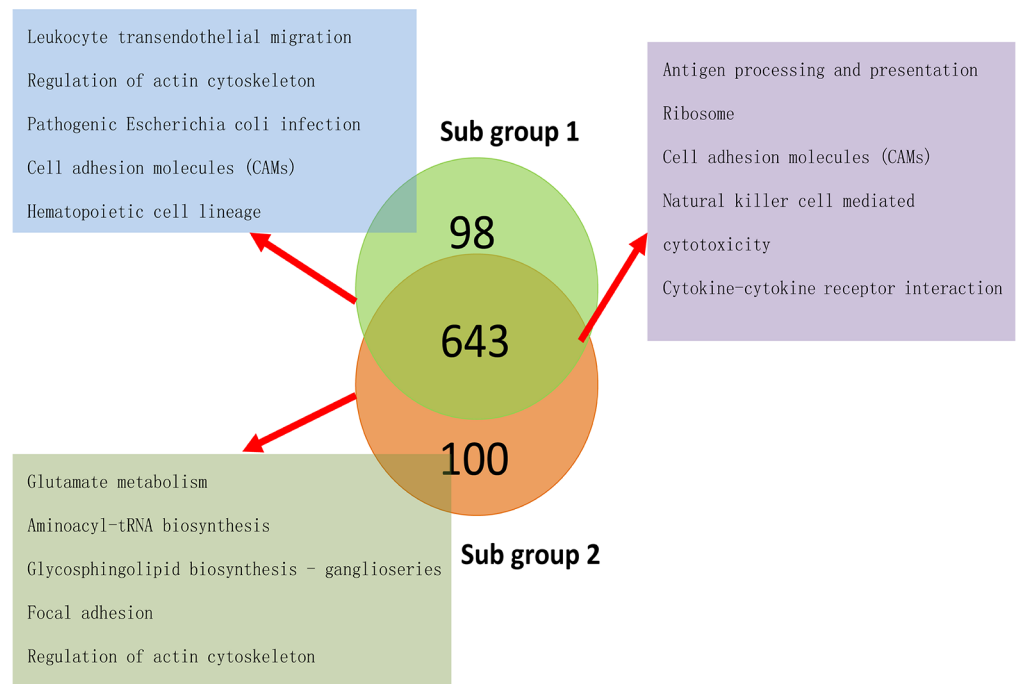 Leukocyte transendothelial migration
Regulation of actin cytoskeleton
Pathogenic Escherichia coli infection
Cell adhesion molecules (CAMs)
Hematopoietic cell lineage
Sub group 1
98
643
100
Sub group 2
Antigen processing and presentation
Ribosome
Cell adhesion molecules (CAMs)
Natural killer cell mediated
cytotoxicity
Cytokine-cytokine receptor interaction
Glutamate metabolism
Aminoacyl-tRNA biosynthesis
Glycosphingolipid biosynthesis - ganglioseries
Focal adhesion
Regulation of actin cytoskeleton